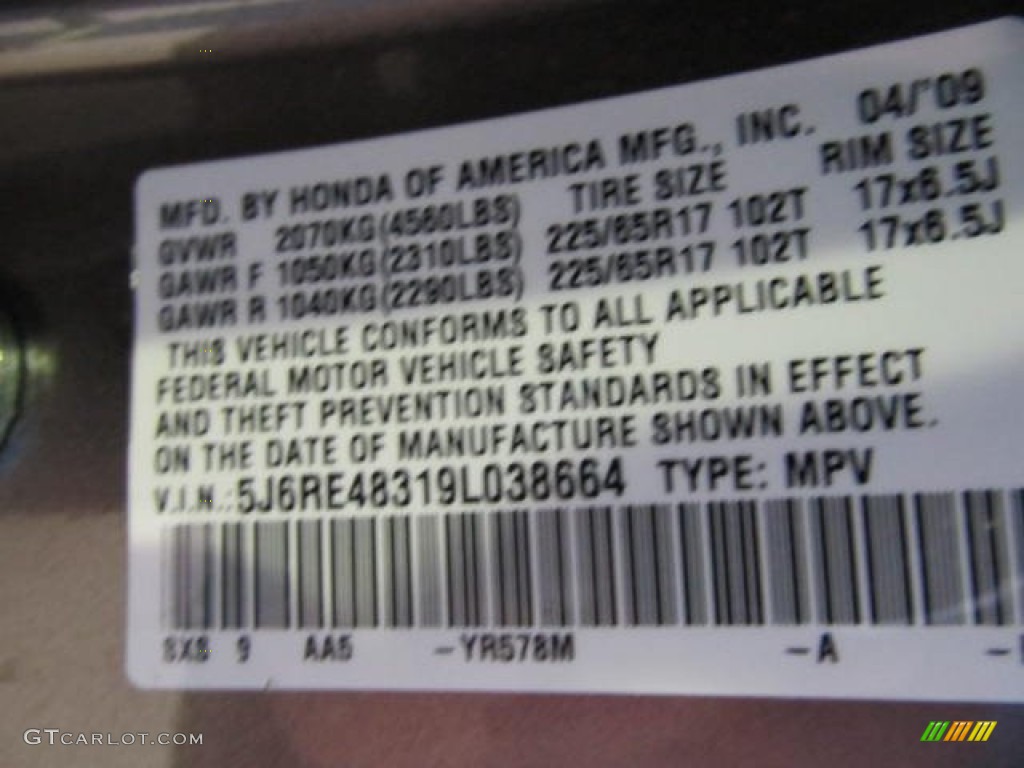 MFD. BY HONDA OF AMERICA MFG., INC. 04/'09
GVWR 2070KG(4560LBS) TIRE SIZE RIM SIZE
GAWR F 1050KG(2310LBS) 225/65R17 102T 17x6.5J
GAWR R 1040KG(2290LBS) 225/65R17 102T 17x6.5J
THIS VEHICLE CONFORMS TO ALL APPLICABLE
FEDERAL MOTOR VEHICLE SAFETY
AND THEFT PREVENTION STANDARDS IN EFFECT
ON THE DATE OF MANUFACTURE SHOWN ABOVE.
V.I.N.: 5J6RE48319L038664 TYPE: MPV
9 AA5 -YR578M -A -
GTCARLOT.COM